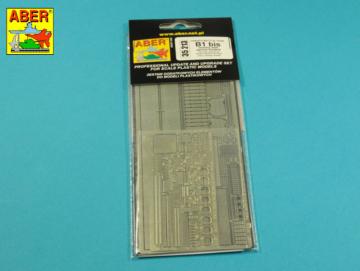 ABER
ABER
www.aber.net.pl
35 213
B1 bis
PROFESSIONAL UPDATE AND UPGRADE SET
FOR SCALE PLASTIC MODELS
ZESTAW DODATKOWYCH ELEMENTÓW
DO MODELI PLASTIKOWYCH